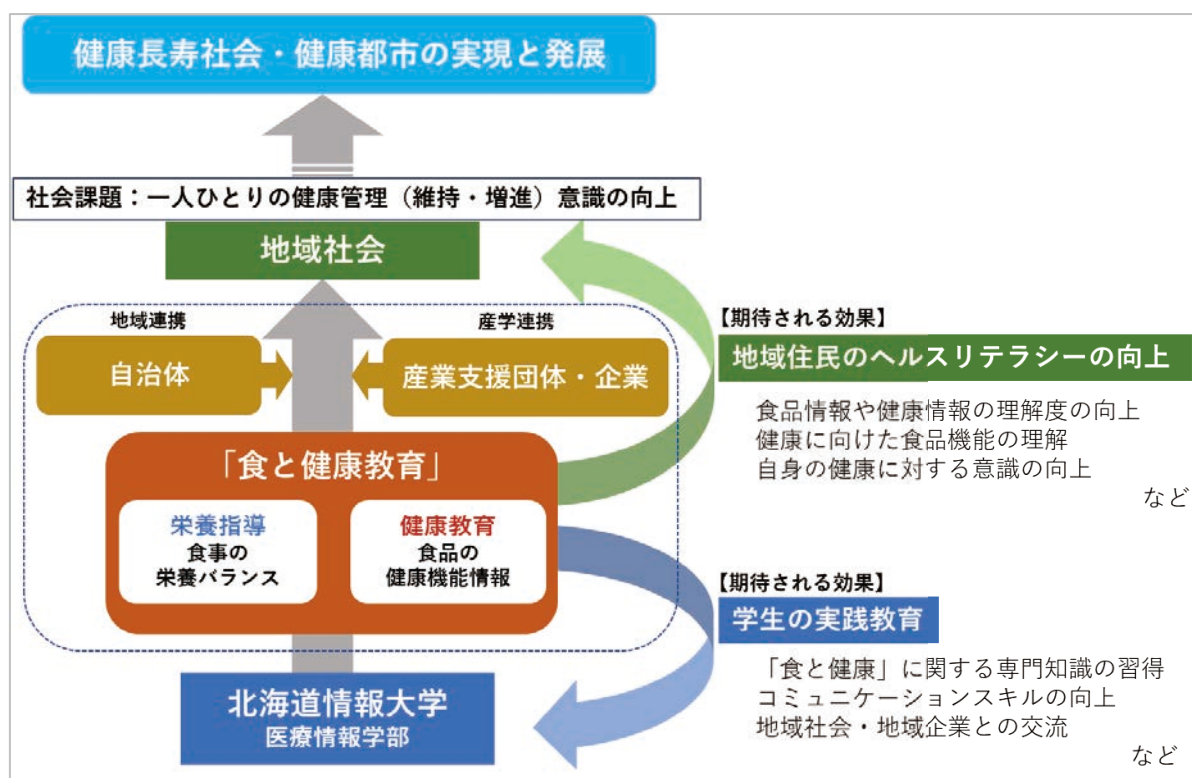 健康長寿社会・健康都市の実現と発展
社会課題：一人ひとりの健康管理（維持・増進）意識の向上
地域社会
地域連携
産学連携
自治体
産業支援団体・企業
「食と健康教育」
栄養指導
食事の
栄養バランス
健康教育
食品の
健康機能情報
北海道情報大学
医療情報学部
【期待される効果】
地域住民のヘルスリテラシーの向上
食品情報や健康情報の理解度の向上
健康に向けた食品機能の理解
自身の健康に対する意識の向上
など
【期待される効果】
学生の実践教育
「食と健康」に関する専門知識の習得
コミュニケーションスキルの向上
地域社会・地域企業との交流
など